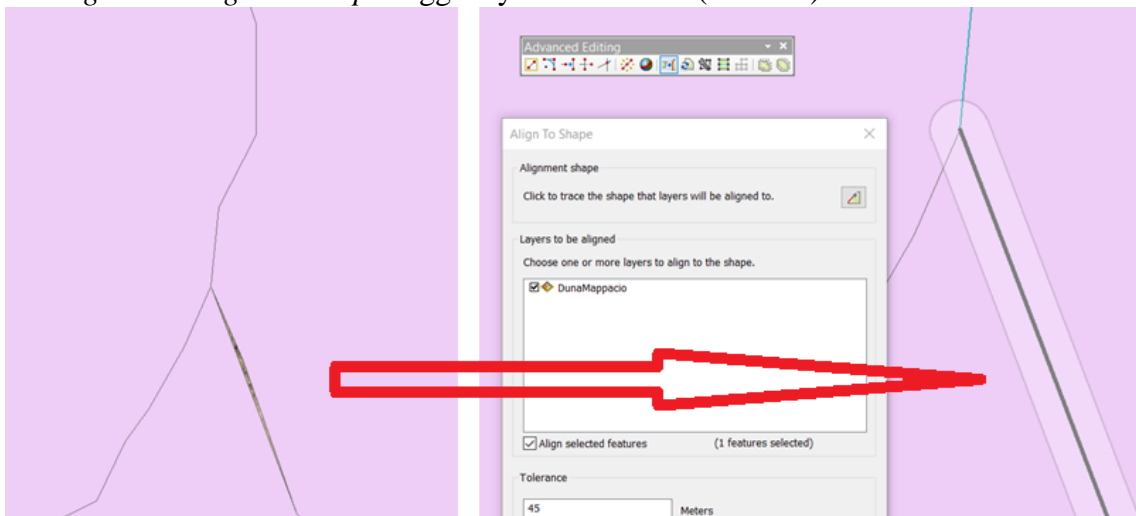 Advanced Editing
Align To Shape
Alignment shape
Click to trace the shape that layers will be aligned to.
Layers to be aligned
Choose one or more layers to align to the shape.
DunaMappacio
Align selected features (1 features selected)
Tolerance
45 Meters